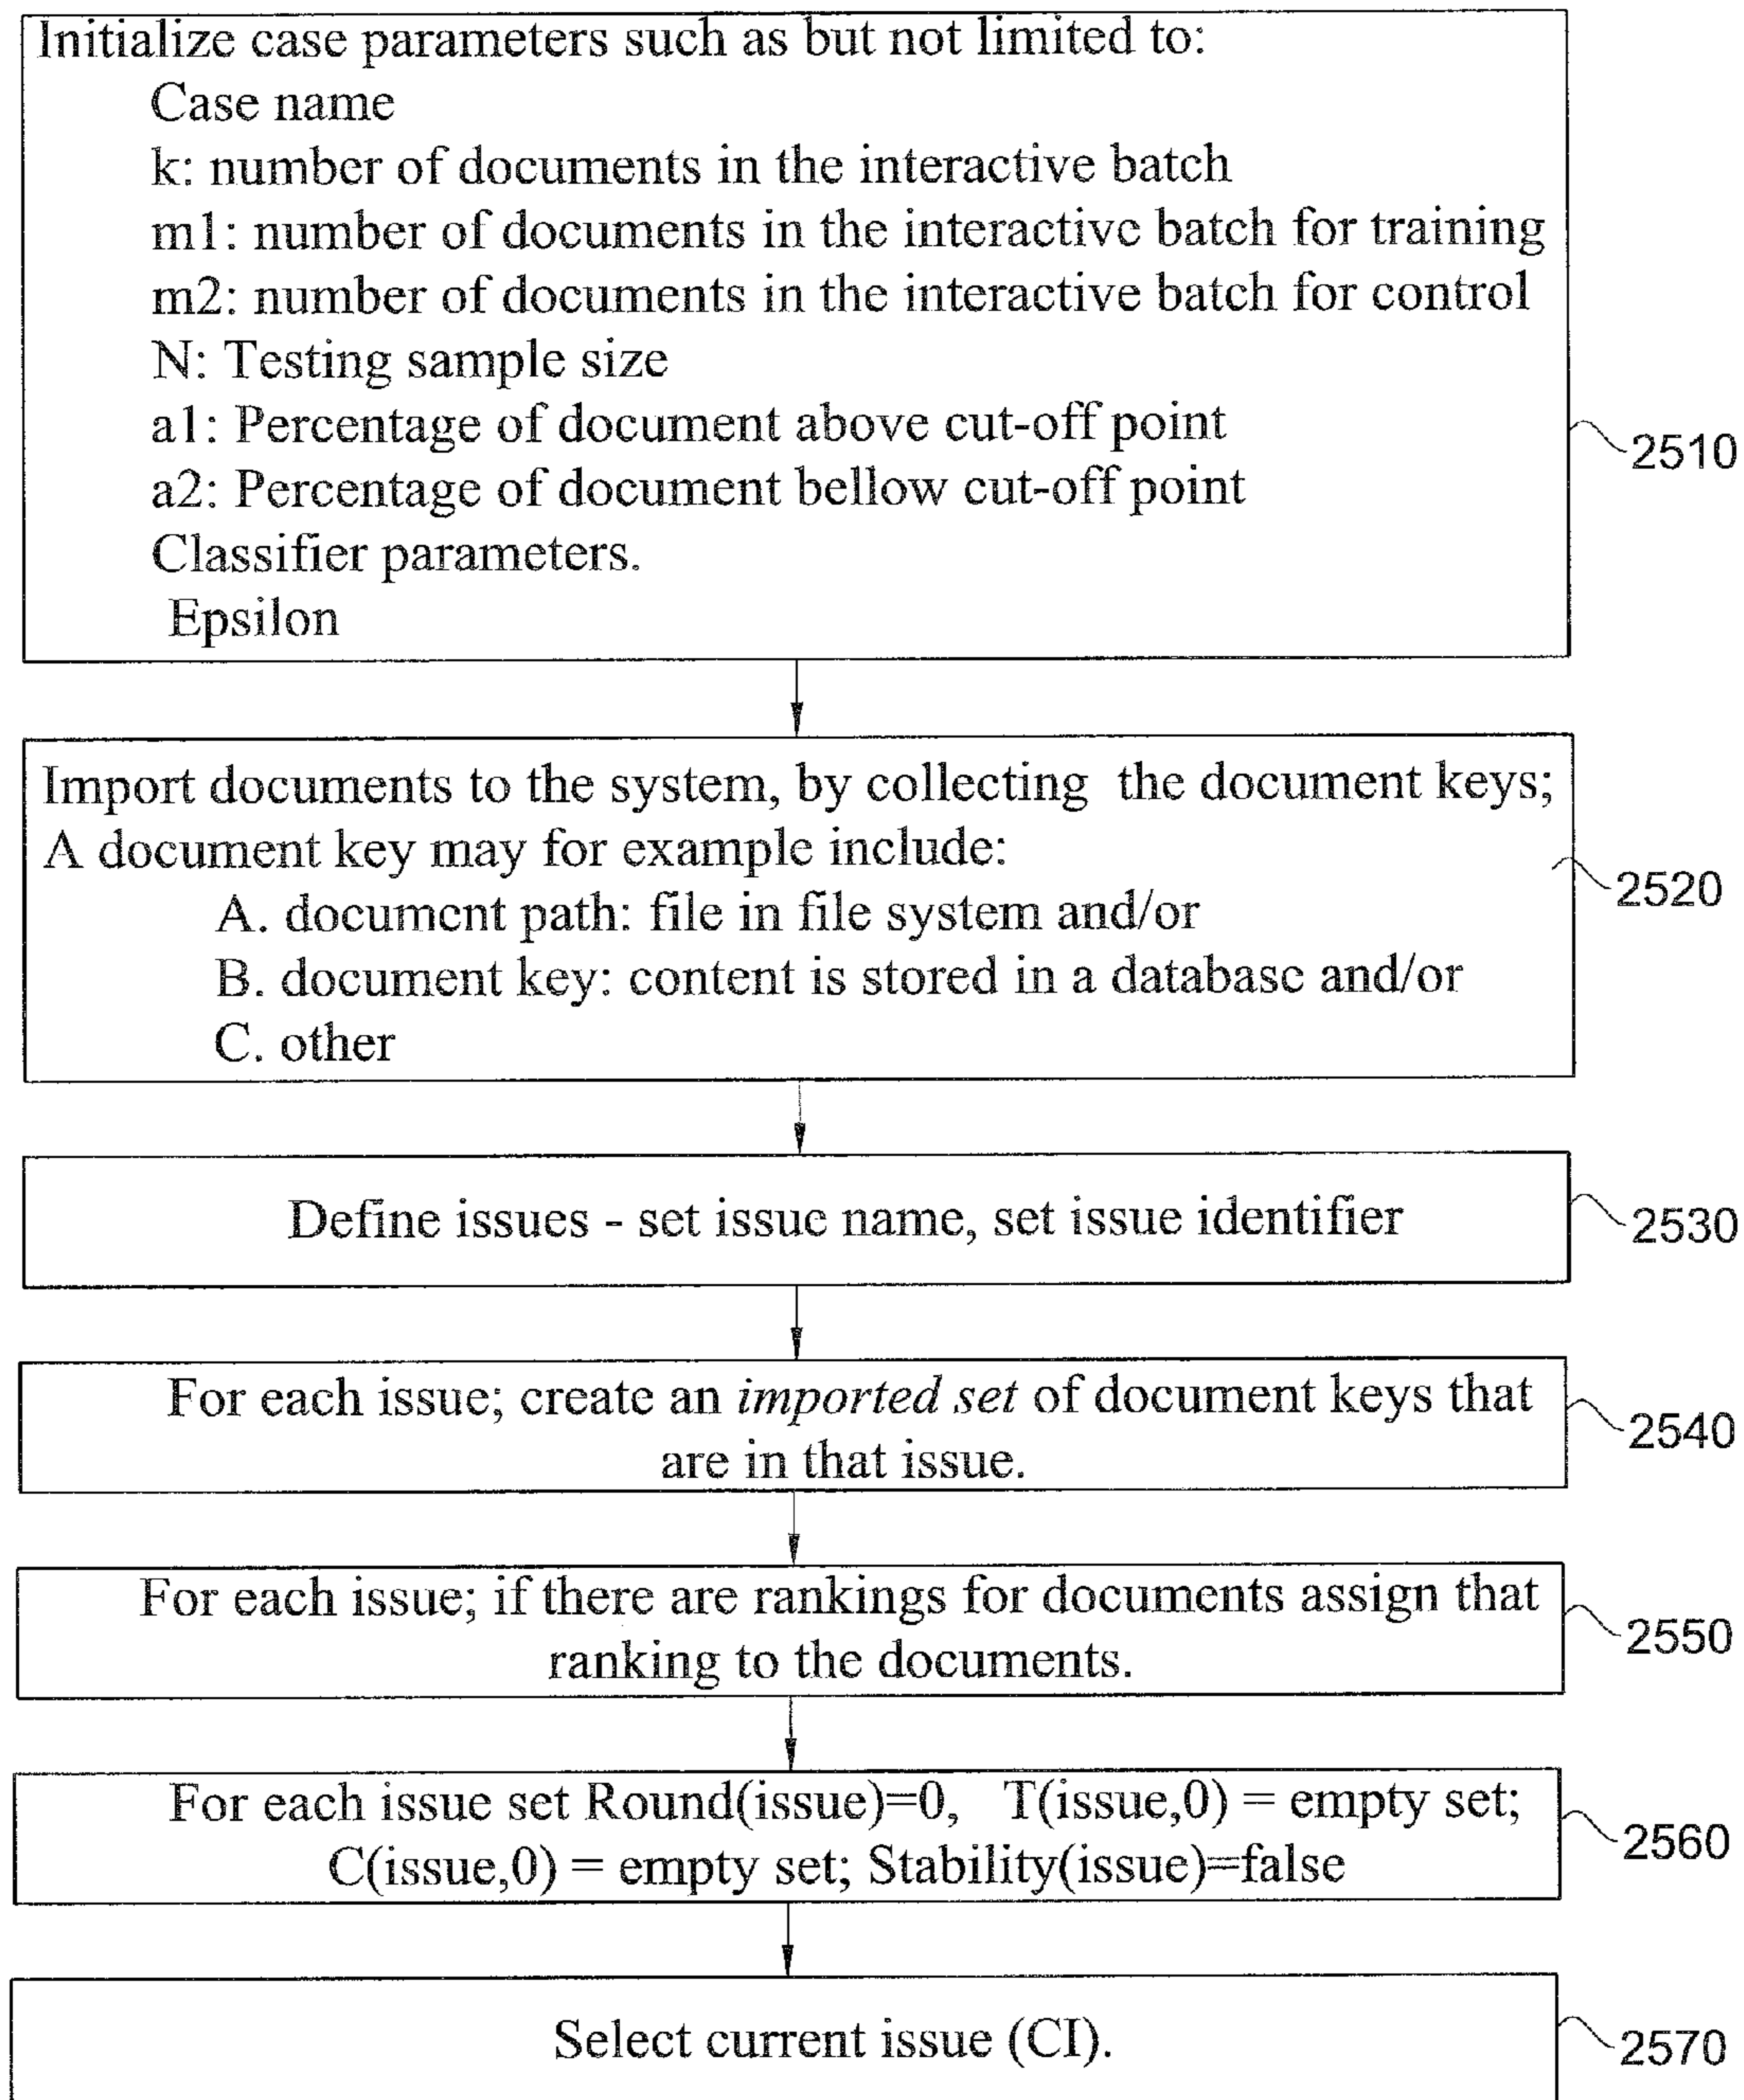 Initialize case parameters such as but not limited to:
Case name
k: number of documents in the interactive batch
m1: number of documents in the interactive batch for training
m2: number of documents in the interactive batch for control
N: Testing sample size
a1: Percentage of document above cut-off point
a2: Percentage of document bellow cut-off point
Classifier parameters.
Epsilon
2510
Import documents to the system, by collecting the document keys;
A document key may for example include:
A. document path: file in file system and/or
B. document key: content is stored in a database and/or
C. other
2520
Define issues - set issue name, set issue identifier
2530
For each issue; create an imported set of document keys that
are in that issue.
2540
For each issue; if there are rankings for documents assign that
ranking to the documents.
2550
For each issue set Round(issue)=0, T(issue,0) = empty set;
C(issue,0) = empty set; Stability(issue)=false
2560
Select current issue (CI).
2570